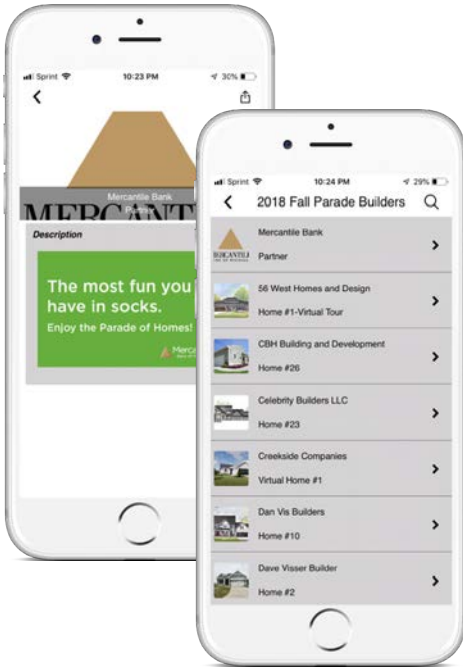 Sprint
10:23 PM
30%
Mercantile Bank
Partner
Description
The most fun you
have in socks.
Enjoy the Parade of Homes!
Sprint
10:24 PM
29%
2018 Fall Parade Builders
Mercantile Bank
Partner
56 West Homes and Design
Home #1-Virtual Tour
CBH Building and Development
Home #26
Celebrity Builders LLC
Home #23
Creekside Companies
Virtual Home #1
Dan Vis Builders
Home #10
Dave Visser Builder
Home #2